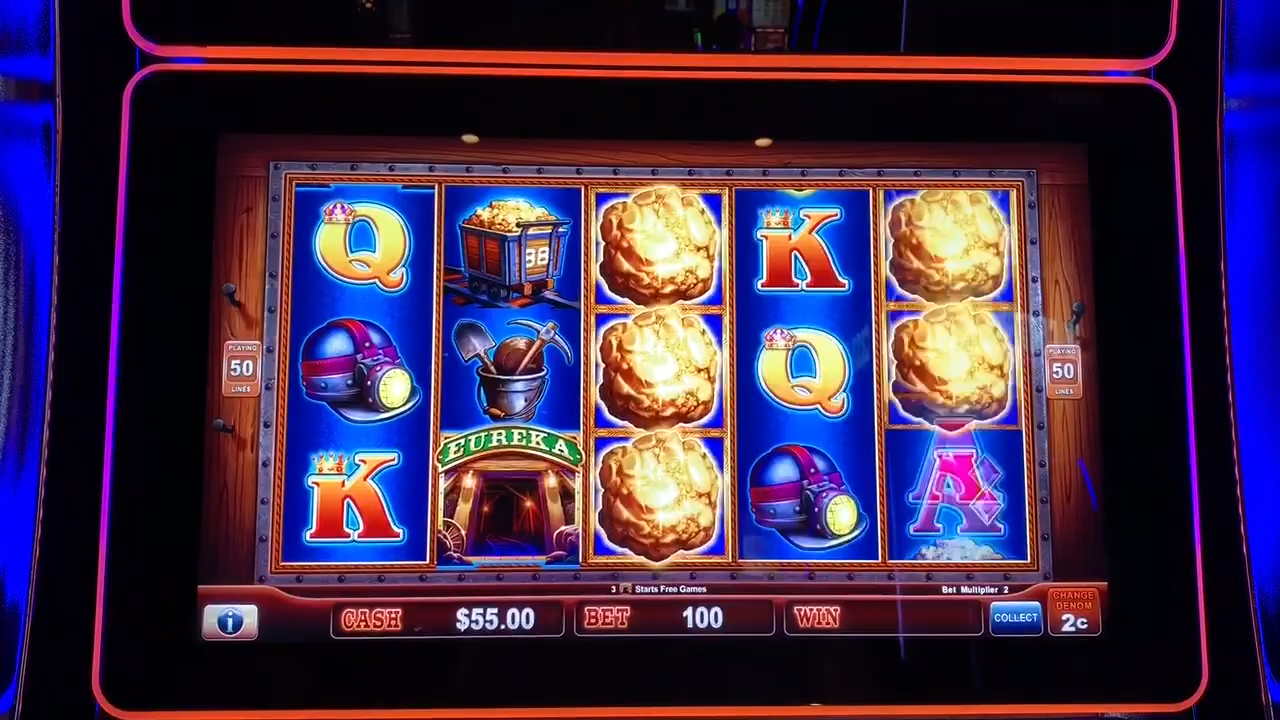 Q
88
K
PLAYING
50
LINES
Q
PLAYING
50
LINES
K
EUREKA
A
3 Starts Free Games
Bet Multiplier 2
CASH $55.00
BET 100
WIN
COLLECT
CHANGE
DENOM
2c